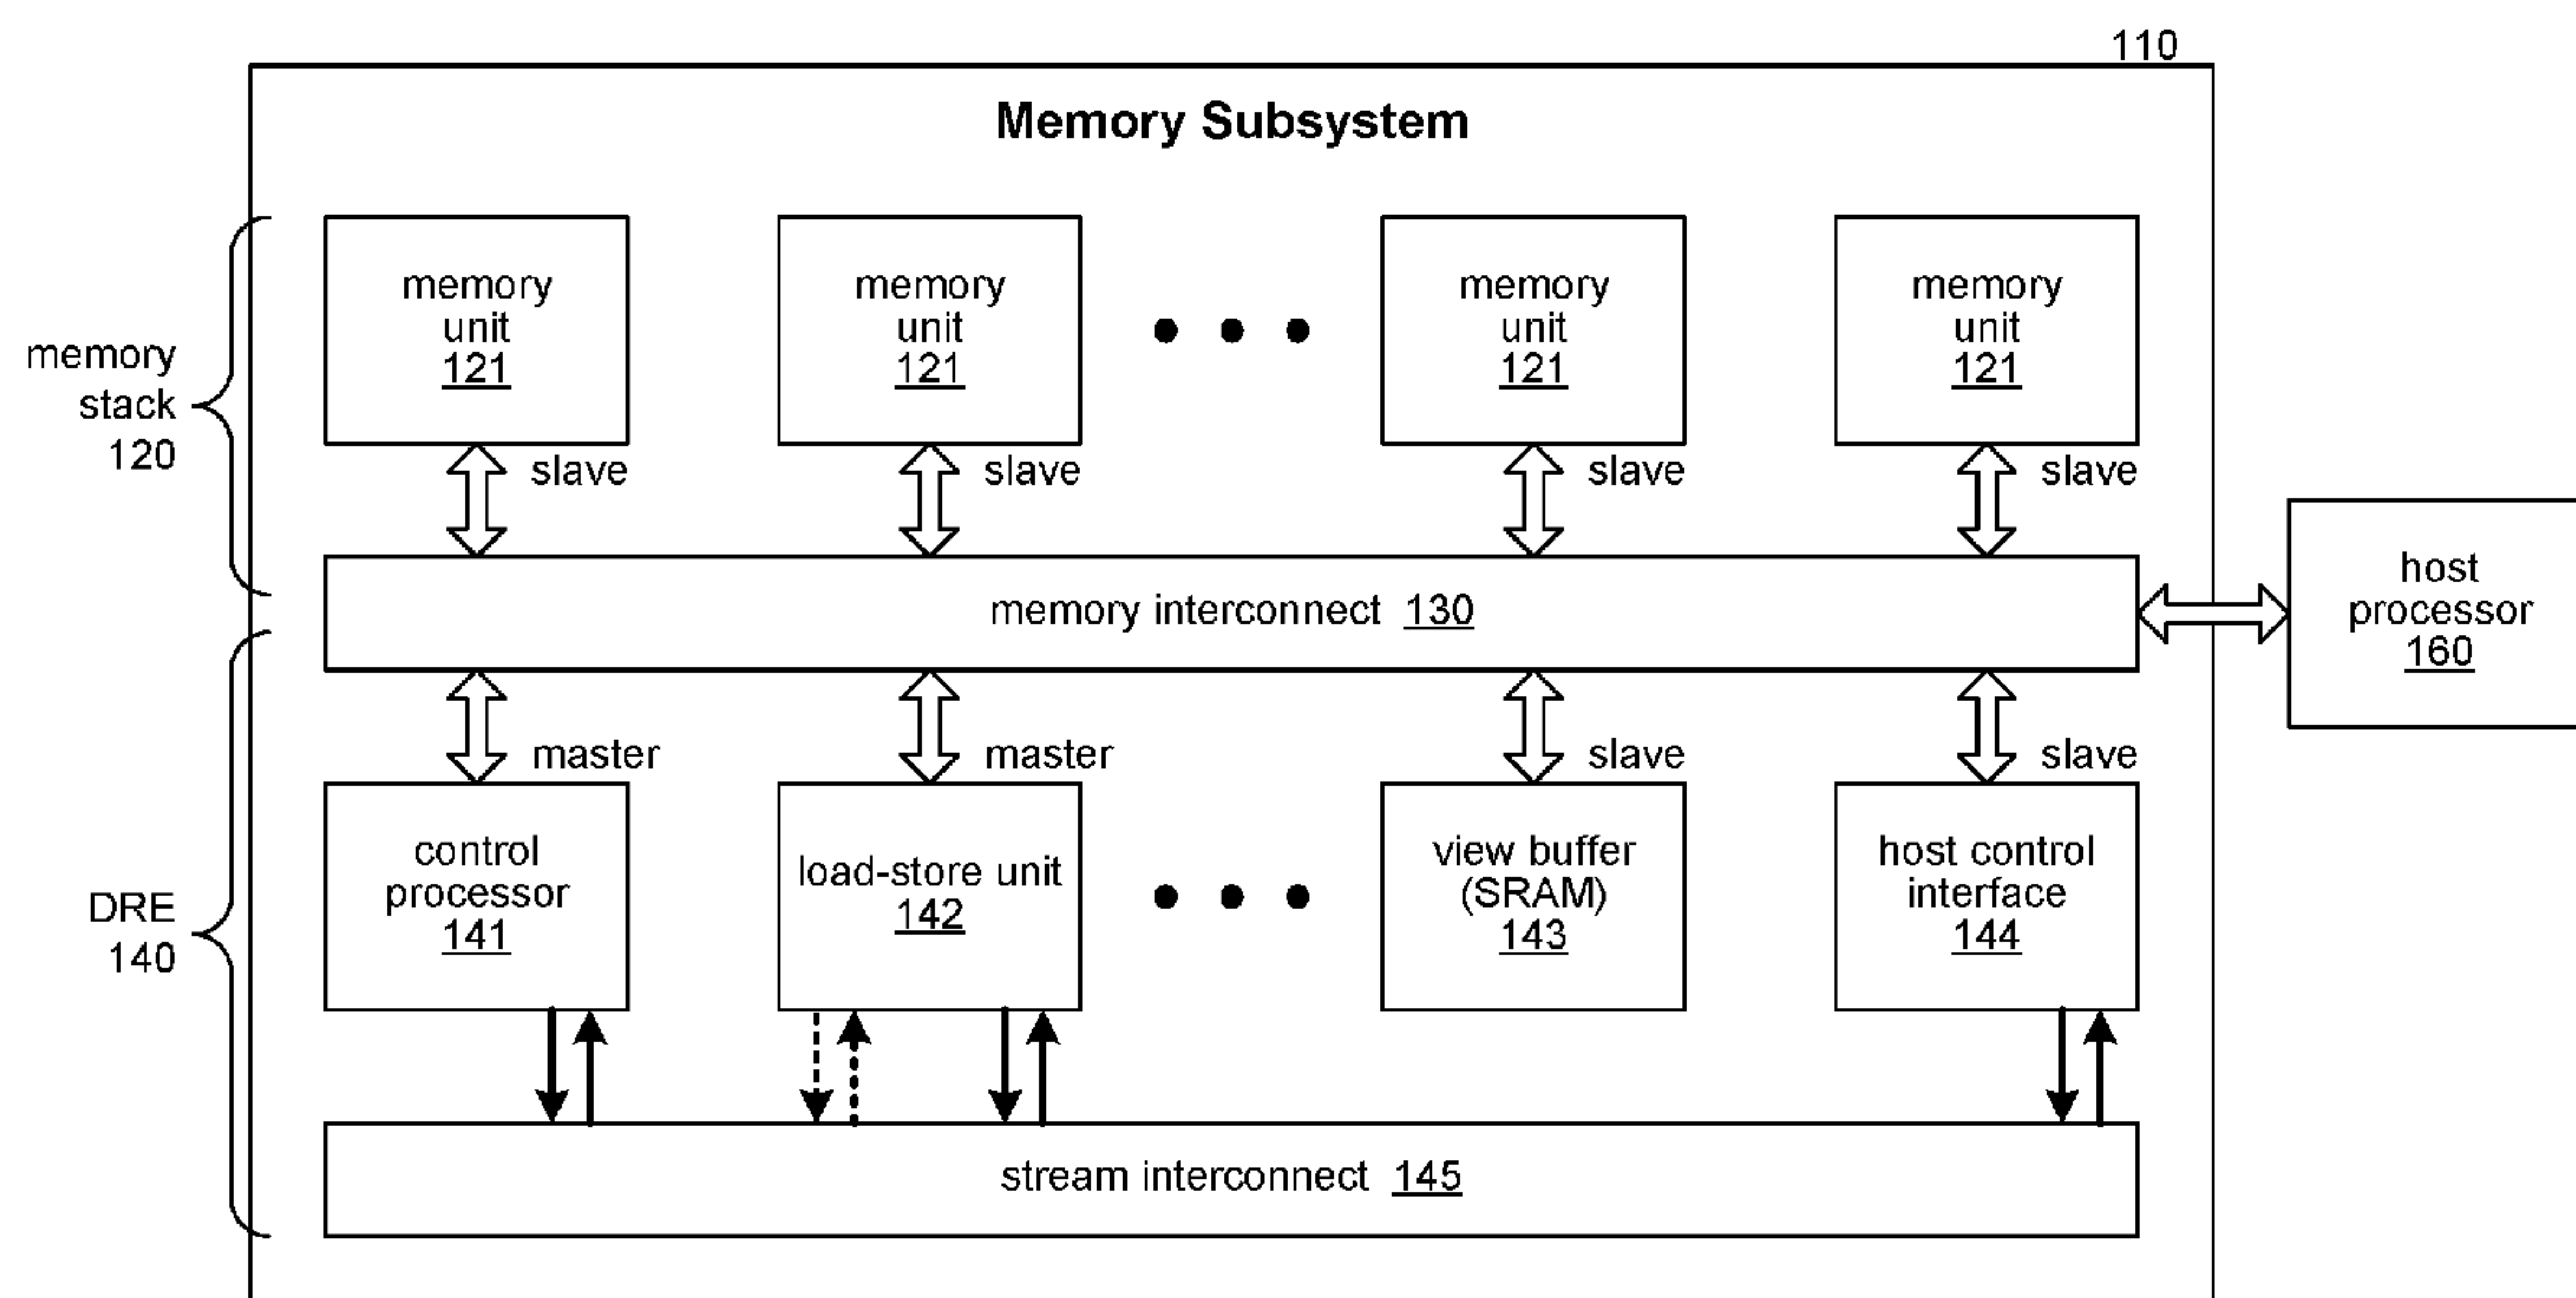 110
Memory Subsystem
memory
unit
121
memory
unit
121
memory
unit
121
memory
unit
121
memory
stack
120
slave
slave
slave
slave
memory interconnect 130
host
processor
160
master
master
slave
slave
control
processor
141
load-store unit
142
view buffer
(SRAM)
143
host control
interface
144
DRE
140
stream interconnect 145